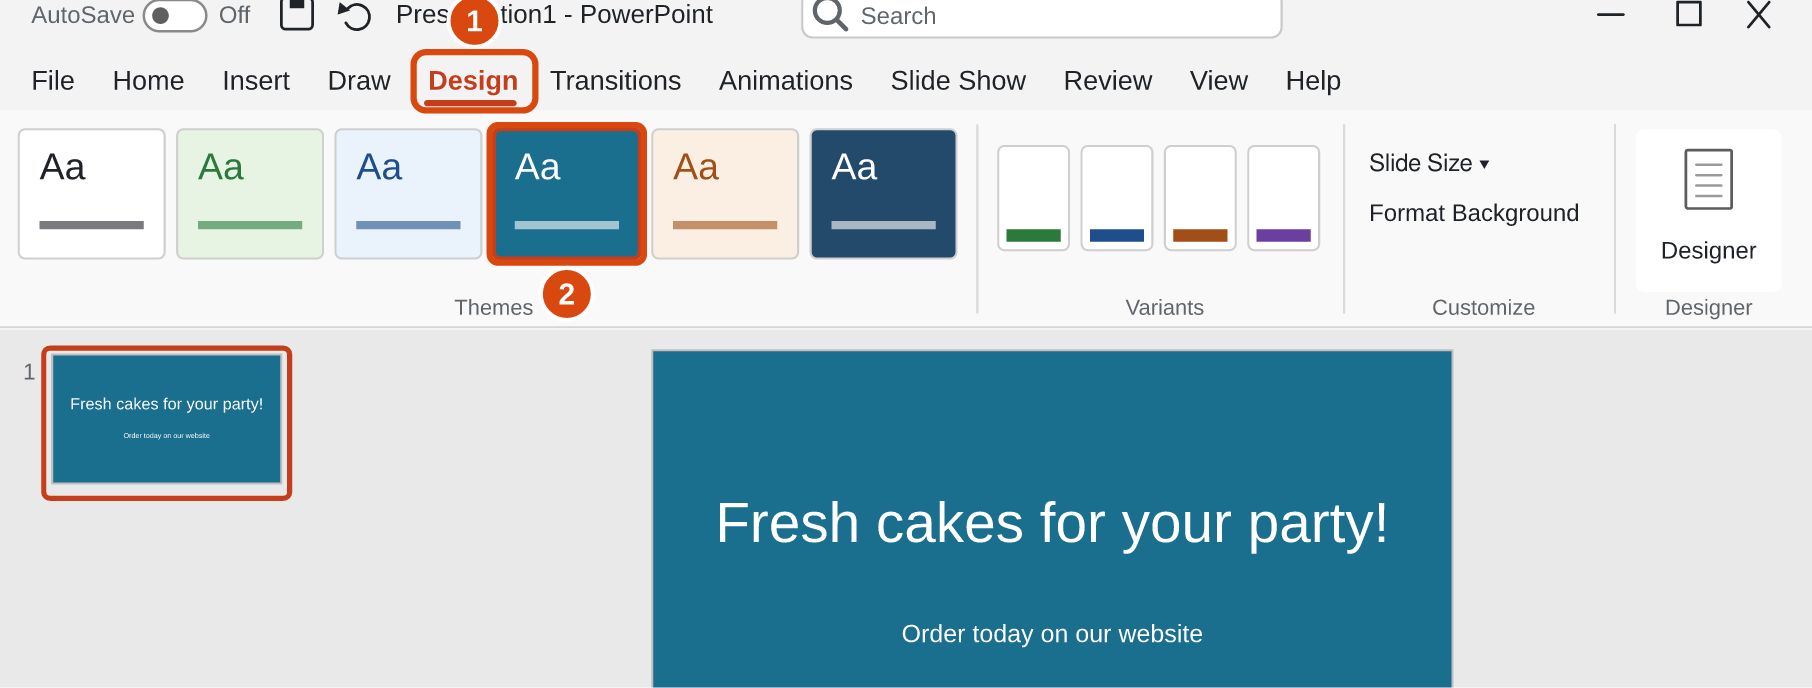 AutoSave Off Pres tion1 - PowerPoint Search
1
File Home Insert Draw Design Transitions Animations Slide Show Review View Help
Aa Aa Aa Aa Aa Aa
Slide Size ▾
Format Background
Designer
2
Themes Variants Customize Designer
1
Fresh cakes for your party!
Order today on our website
Fresh cakes for your party!
Order today on our website